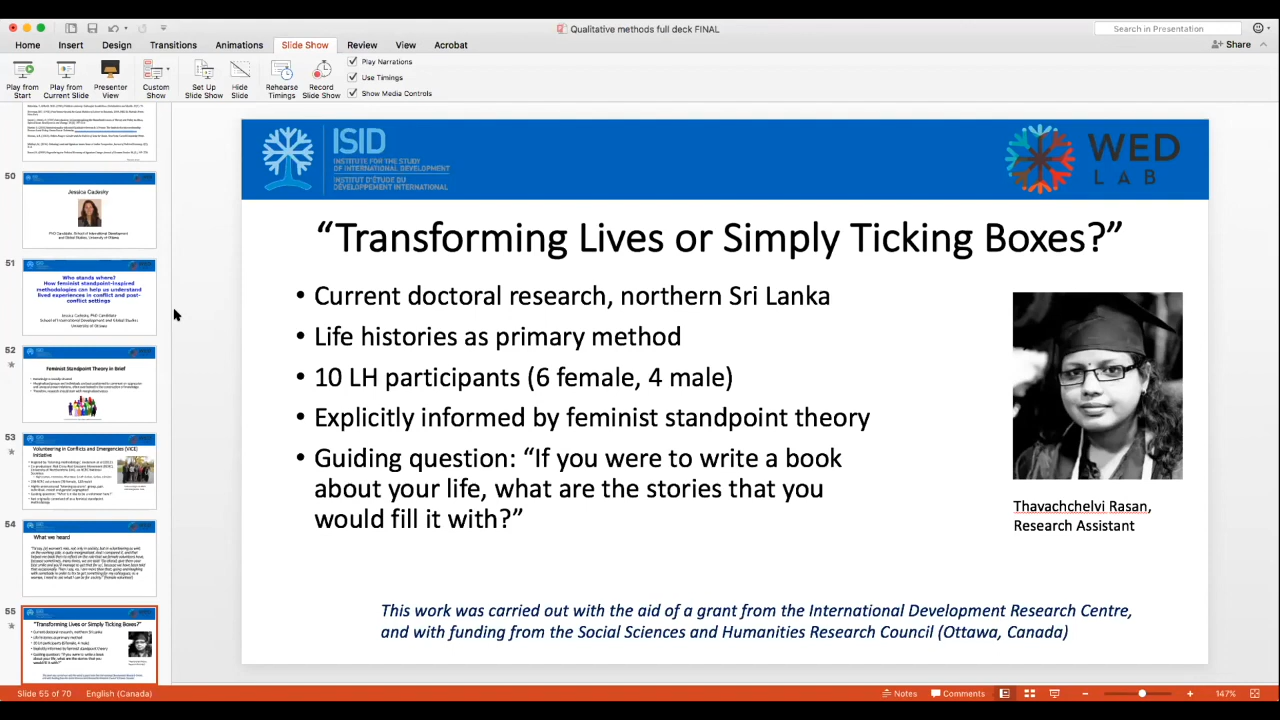 Qualitative methods full deck FINAL
Search in Presentation
Home Insert Design Transitions Animations Slide Show Review View Acrobat
Share
Play from Start
Play from Current Slide
Presenter View
Custom Show
Set Up Slide Show
Hide Slide
Rehearse Timings
Record Slide Show
Play Narrations
Use Timings
Show Media Controls
50
Jessica Cadesky
PhD Candidate, School of International Development
and Global Studies, University of Ottawa
51
Who stands where?
How feminist standpoint-inspired
methodologies can help us understand
lived experiences in conflict and post-
conflict settings
Jessica Cadesky, PhD Candidate
School of International Development and Global Studies
University of Ottawa
52
Feminist Standpoint Theory in Brief
53
Volunteering in Conflicts and Emergencies (ViCE)
Initiative
54
What we heard
55
"Transforming Lives or Simply Ticking Boxes?"
Current doctoral research, northern Sri Lanka
Life histories as primary method
10 LH participants (6 female, 4 male)
Explicitly informed by feminist standpoint theory
Guiding question: "If you were to write a book
about your life, what are the stories that you
would fill it with?"
ISID
INSTITUTE FOR THE STUDY
OF INTERNATIONAL DEVELOPMENT
INSTITUT D'ÉTUDE DU
DÉVELOPPEMENT INTERNATIONAL
WED
LAB
“Transforming Lives or Simply Ticking Boxes?”
• Current doctoral research, northern Sri Lanka
• Life histories as primary method
• 10 LH participants (6 female, 4 male)
• Explicitly informed by feminist standpoint theory
• Guiding question: “If you were to write a book
about your life, what are the stories that you
would fill it with?”
Thavachchelvi Rasan,
Research Assistant
This work was carried out with the aid of a grant from the International Development Research Centre,
and with funding from the Social Sciences and Humanities Research Council (Ottawa, Canada)
Slide 55 of 70 English (Canada)
Notes Comments 147%